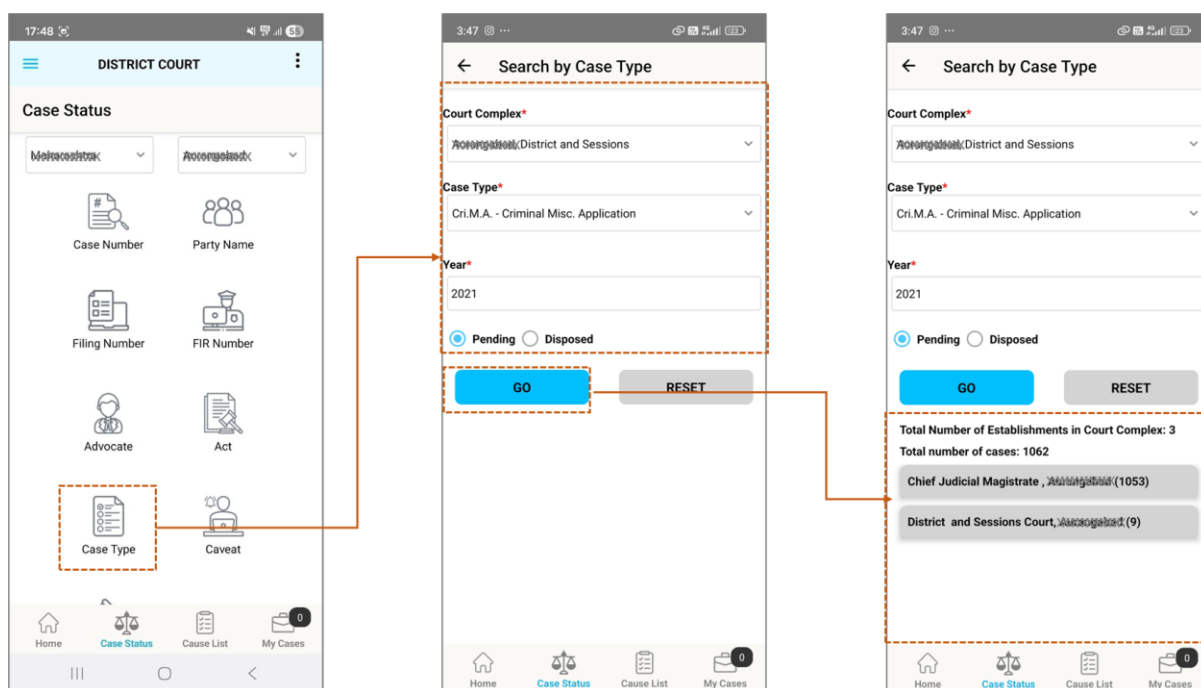 17:48
DISTRICT COURT
Case Status
Case Number
Party Name
Filing Number
FIR Number
Advocate
Act
Case Type
Caveat
0
Home
Case Status
Cause List
My Cases
3:47
Search by Case Type
Court Complex*
District and Sessions
Case Type*
Cri.M.A. - Criminal Misc. Application
Year*
2021
Pending
Disposed
GO
RESET
0
Home
Case Status
Cause List
My Cases
3:47
Search by Case Type
Court Complex*
District and Sessions
Case Type*
Cri.M.A. - Criminal Misc. Application
Year*
2021
Pending
Disposed
GO
RESET
Total Number of Establishments in Court Complex: 3
Total number of cases: 1062
Chief Judicial Magistrate , (1053)
District and Sessions Court, (9)
0
Home
Case Status
Cause List
My Cases